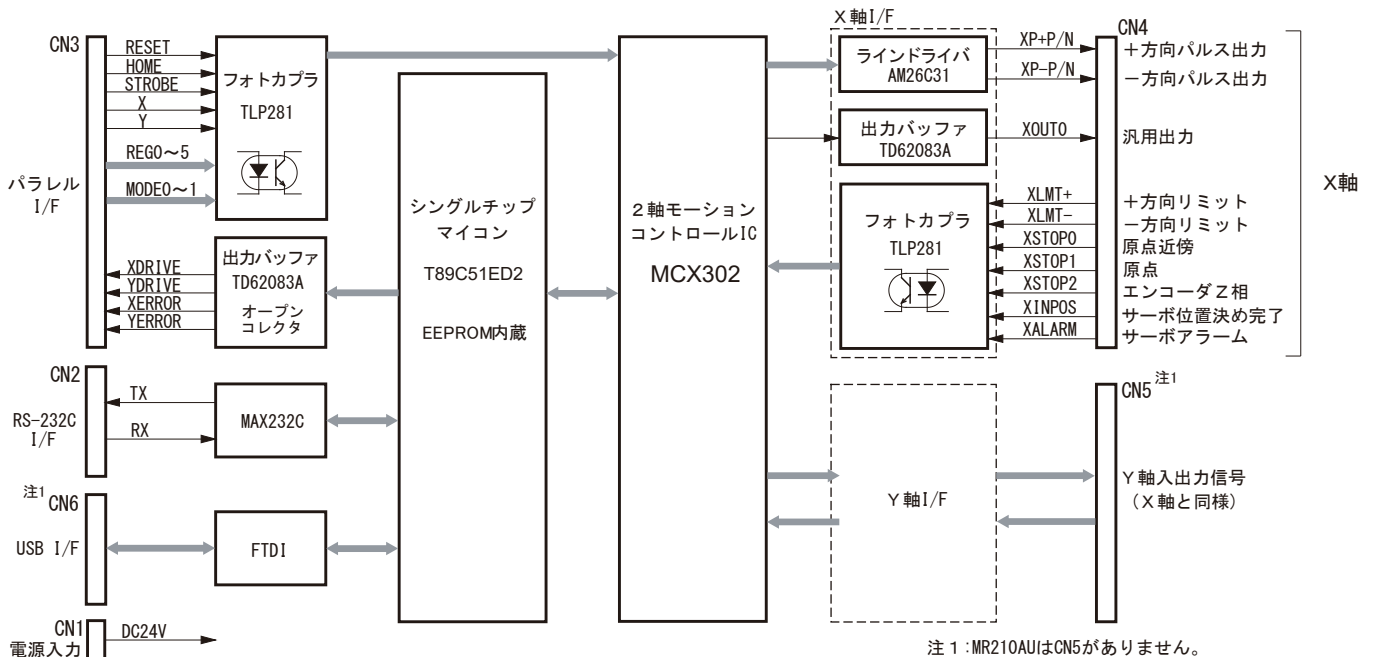 CN3
RESET
HOME
STROBE
X
Y
REG0～5
MODE0～1
パラレル
I/F
フォトカプラ
TLP281
XDRIVE
YDRIVE
XERROR
YERROR
出力バッファ
TD62083A
オープン
コレクタ
CN2
RS-232C
I/F
TX
RX
MAX232C
注1
CN6
USB I/F
FTDI
CN1
電源入力
DC24V
シングルチップ
マイコン
T89C51ED2
EEPROM内蔵
2軸モーション
コントロールIC
MCX302
X軸I/F
ラインドライバ
AM26C31
出力バッファ
TD62083A
フォトカプラ
TLP281
XP+P/N
XP-P/N
XOUT0
XLMT+
XLMT-
XSTOP0
XSTOP1
XSTOP2
XINPOS
XALARM
CN4
＋方向パルス出力
－方向パルス出力
汎用出力
＋方向リミット
－方向リミット
原点近傍
原点
エンコーダZ相
サーボ位置決め完了
サーボアラーム
X軸
Y軸I/F
CN5 注1
Y軸入出力信号
（X軸と同様）
注1：MR210AUはCN5がありません。